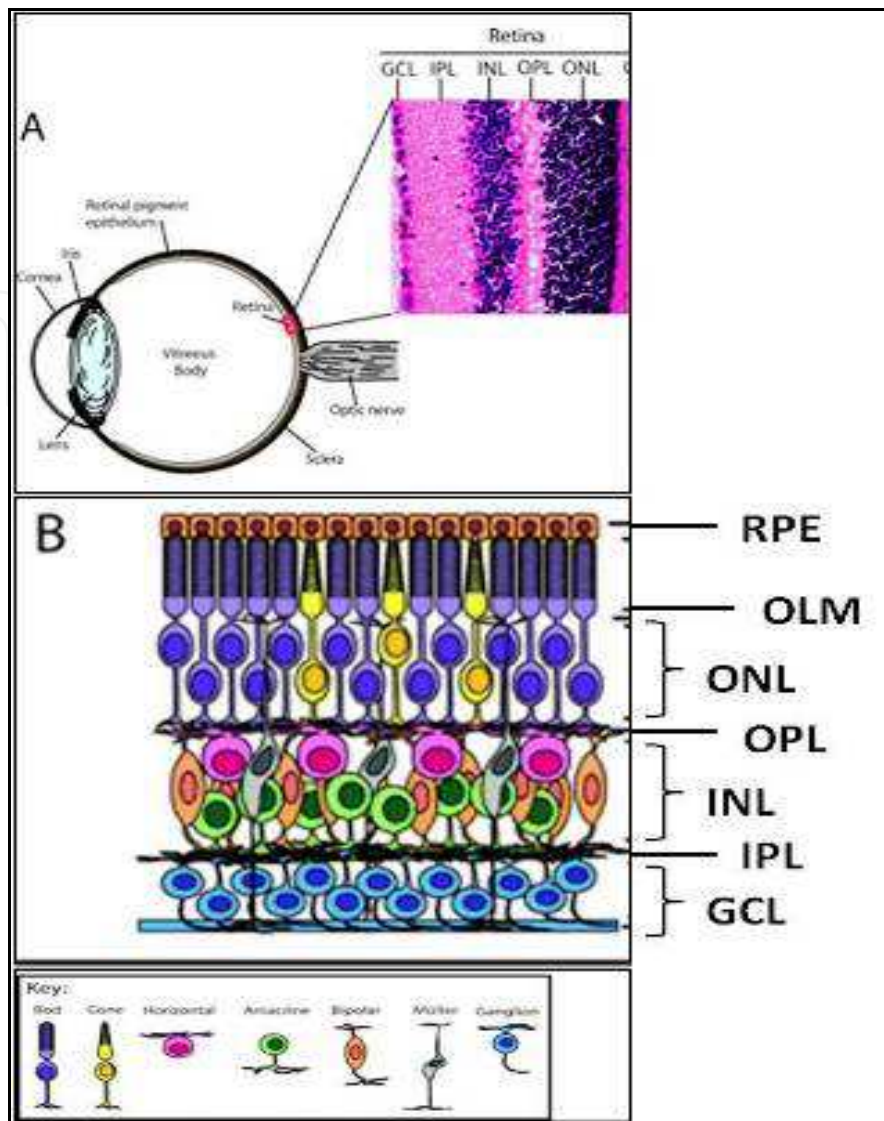 Retina
GCL IPL INL OPL ONL
A
Retinal pigment
epithelium
Iris
Cornea
Retina
Vitreous
Body
Optic nerve
Lens
Sclera
B
RPE
OLM
ONL
OPL
INL
IPL
GCL
Key:
Rod Cone Horizontal Amacrine Bipolar Müller Ganglion